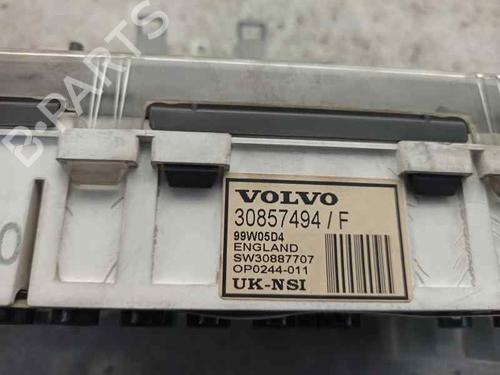 B-PARTS
VOLVO
30857494 / F
99W05D4
ENGLAND
SW30887707
OP0244-011
UK-NSI